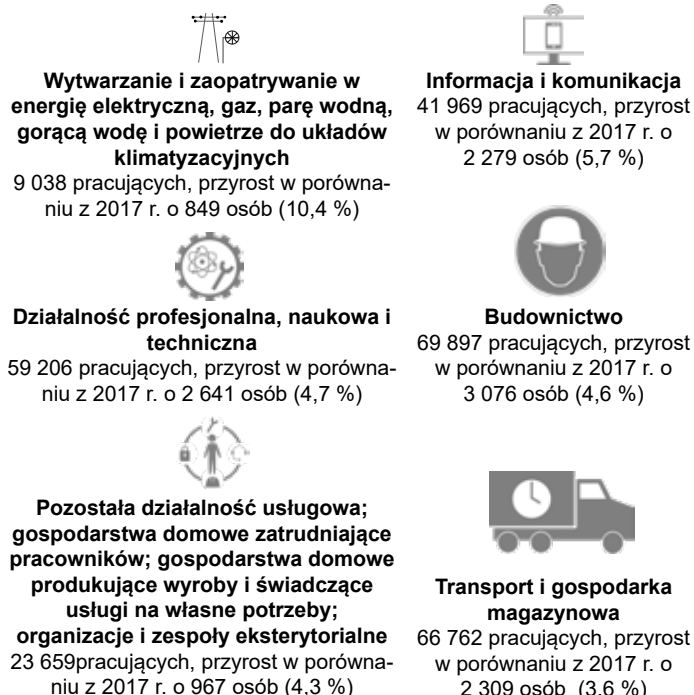 Wytwarzanie i zaopatrywanie w
energię elektryczną, gaz, parę wodną,
gorącą wodę i powietrze do układów
klimatyzacyjnych
9 038 pracujących, przyrost w porówna-
niu z 2017 r. o 849 osób (10,4 %)
Informacja i komunikacja
41 969 pracujących, przyrost
w porównaniu z 2017 r. o
2 279 osób (5,7 %)
Działalność profesjonalna, naukowa i
techniczna
59 206 pracujących, przyrost w porówna-
niu z 2017 r. o 2 641 osób (4,7 %)
Budownictwo
69 897 pracujących, przyrost
w porównaniu z 2017 r. o
3 076 osób (4,6 %)
Pozostała działalność usługowa;
gospodarstwa domowe zatrudniające
pracowników; gospodarstwa domowe
produkujące wyroby i świadczące
usługi na własne potrzeby;
organizacje i zespoły eksterytorialne
23 659pracujących, przyrost w porówna-
niu z 2017 r. o 967 osób (4,3 %)
Transport i gospodarka
magazynowa
66 762 pracujących, przyrost
w porównaniu z 2017 r. o
2 309 osób (3,6 %)